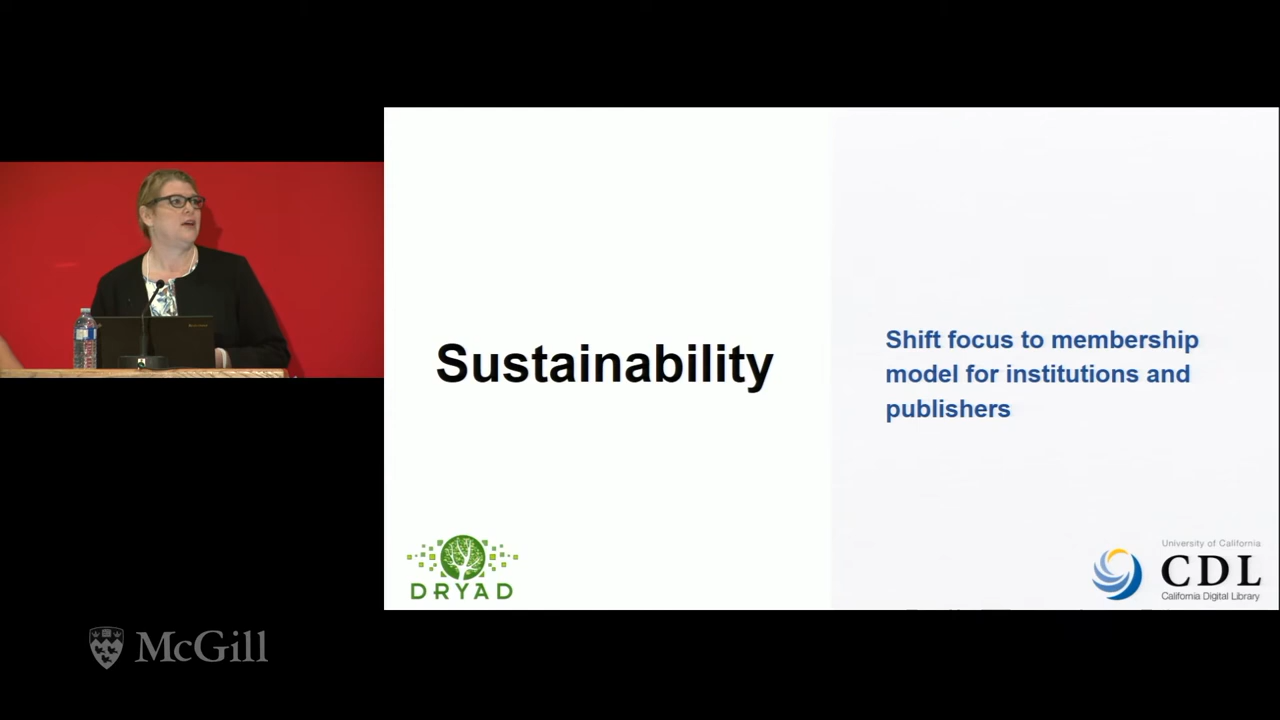 Sustainability
Shift focus to membership
model for institutions and
publishers
DRYAD
University of California
CDL
California Digital Library
McGill